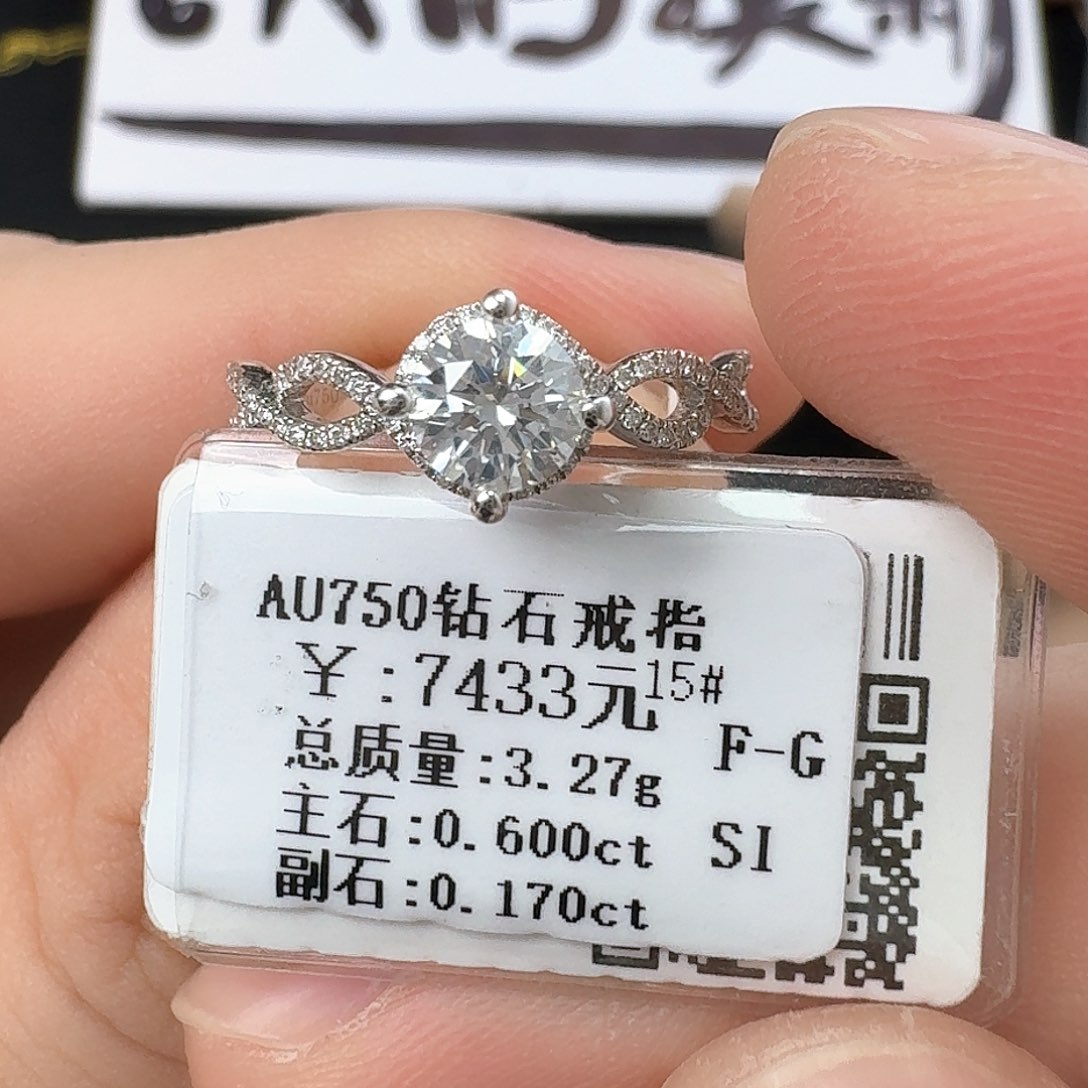 AU750钻石戒指
￥:7433元15#
总质量:3.27g F-G
主石:0.600ct SI
副石:0.170ct